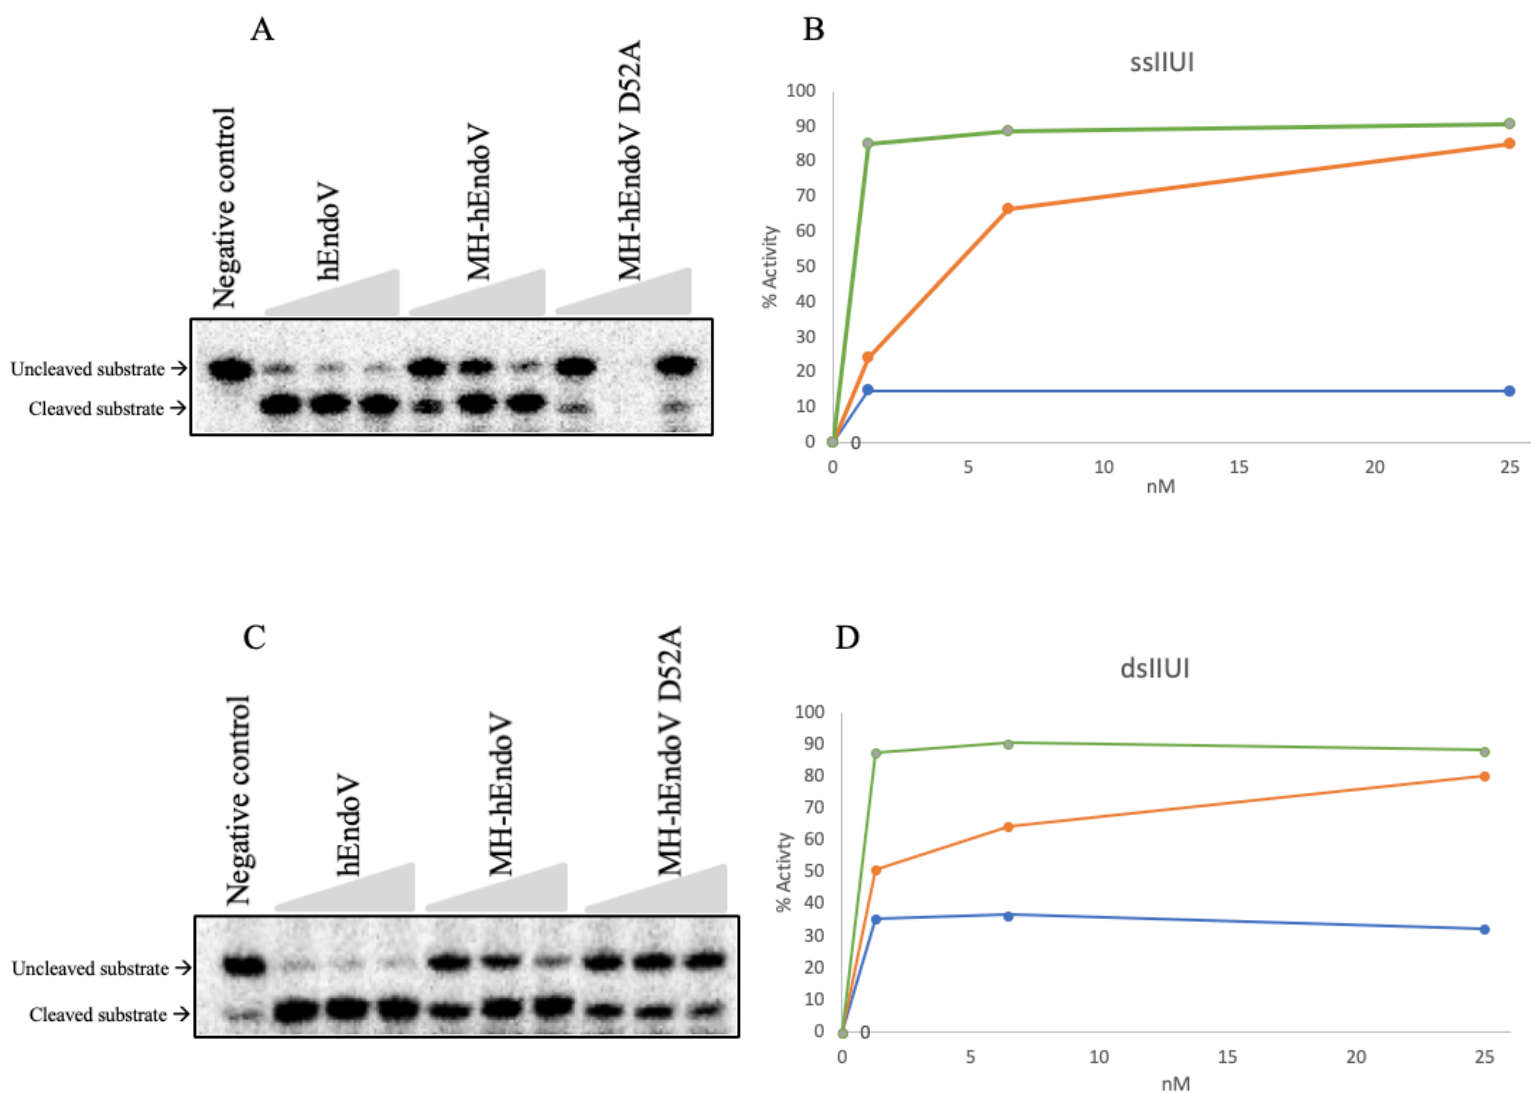 A
Negative control
hEndoV
MH-hEndoV
MH-hEndoV D52A
Uncleaved substrate →
Cleaved substrate →
B
ssIIUI
100
90
80
70
60
50
40
30
20
10
0
% Activity
0
0 5 10 15 20 25
nM
C
Negative control
hEndoV
MH-hEndoV
MH-hEndoV D52A
Uncleaved substrate →
Cleaved substrate →
D
dsIIUI
100
90
80
70
60
50
40
30
20
10
0
% Activty
0
0 5 10 15 20 25
nM